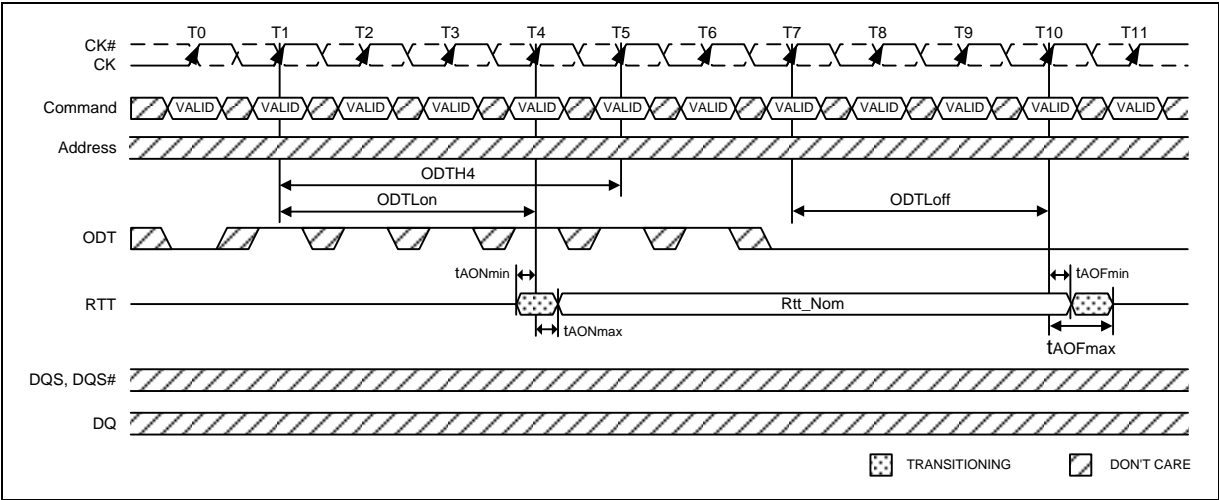 T0 T1 T2 T3 T4 T5 T6 T7 T8 T9 T10 T11
CK#
CK
Command VALID VALID VALID VALID VALID VALID VALID VALID VALID VALID VALID VALID
Address
ODTH4
ODTLon ODTLoff
ODT
tAONmin tAOFmin
RTT Rtt_Nom
tAONmax
tAOFmax
DQS, DQS#
DQ
TRANSITIONING DON'T CARE